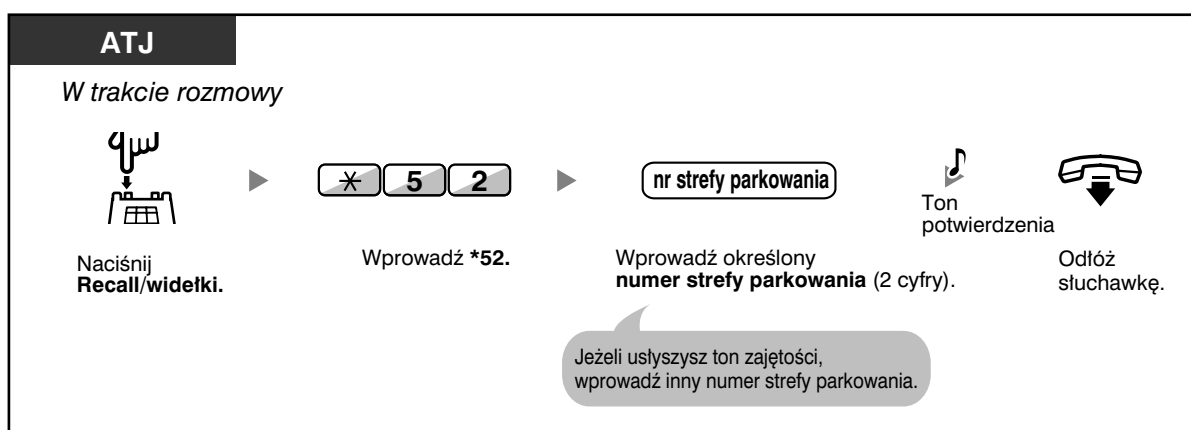 ATJ
W trakcie rozmowy
5 2
nr strefy parkowania
Ton
potwierdzenia
Naciśnij
Recall/widełki.
Wprowadź *52.
Wprowadź określony
numer strefy parkowania (2 cyfry).
Odłóż
słuchawkę.
Jeżeli usłyszysz ton zajętości,
wprowadź inny numer strefy parkowania.